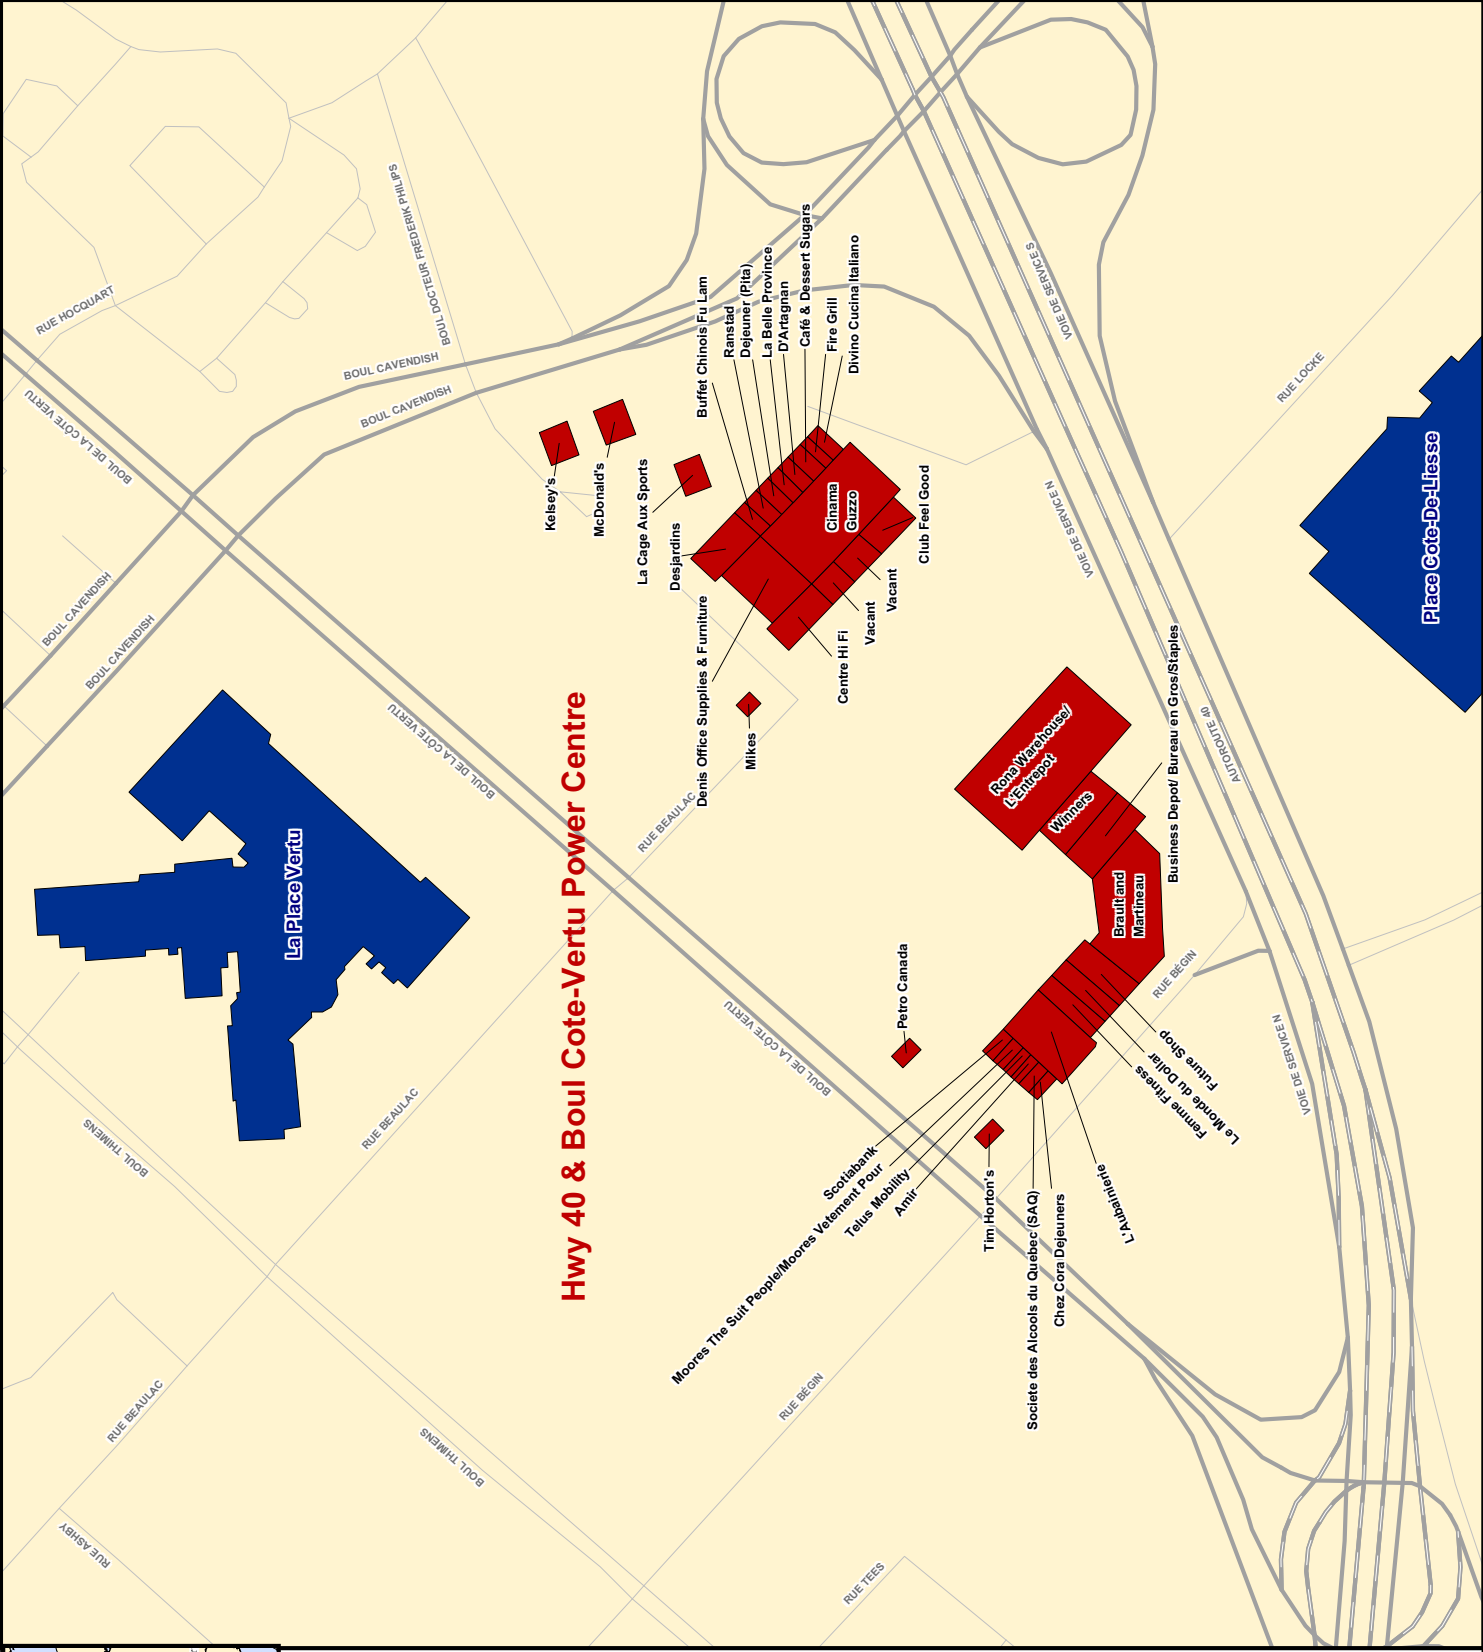 RUE HOCQUART
BOUL DOCTEUR FREDERIK PHILIPS
BOUL CAVENDISH
BOUL CAVENDISH
BOUL DE LA CÔTE VERTU
BOUL CAVENDISH
BOUL CAVENDISH
VOIE DE SERVICES
RUE LOCKE
Place Cote-De-Liesse
VOIE DE SERVICE N
Buffet Chinois Fu Lam
Ranstad
Dejeuner (Pita)
La Belle Province
D'Artagnan
Café & Dessert Sugars
Fire Grill
Divino Cucina Italiano
Kelsey's
McDonald's
La Cage Aux Sports
Desjardins
Cinama
Guzzo
Club Feel Good
Vacant
Vacant
Centre Hi Fi
Denis Office Supplies & Furniture
Mikes
BOUL DE LA CÔTE VERTU
RUE BEAULAC
Hwy 40 & Boul Cote-Vertu Power Centre
La Place Vertu
Rona Warehouse/
L'Entrepot
Winners
Business Depot/ Bureau en Gros/Staples
Brault and
Martineau
AUTOROUTE 40
RUE BÉGIN
VOIE DE SERVICE N
Petro Canada
BOUL DE LA CÔTE VERTU
Future Shop
Le Monde du Dollar
Femme Fitness
L'Aubainierie
Scotiabank
Moores The Suit People/Moores Vetement Pour
Telus Mobility
Amir
Tim Horton's
Societe des Alcools du Quebec (SAQ)
Chez Cora Dejeuners
BOUL THIMENS
RUE BEAULAC
RUE BEAULAC
BOUL THIMENS
RUE BÉGIN
RUE ASHBY
RUE TEES